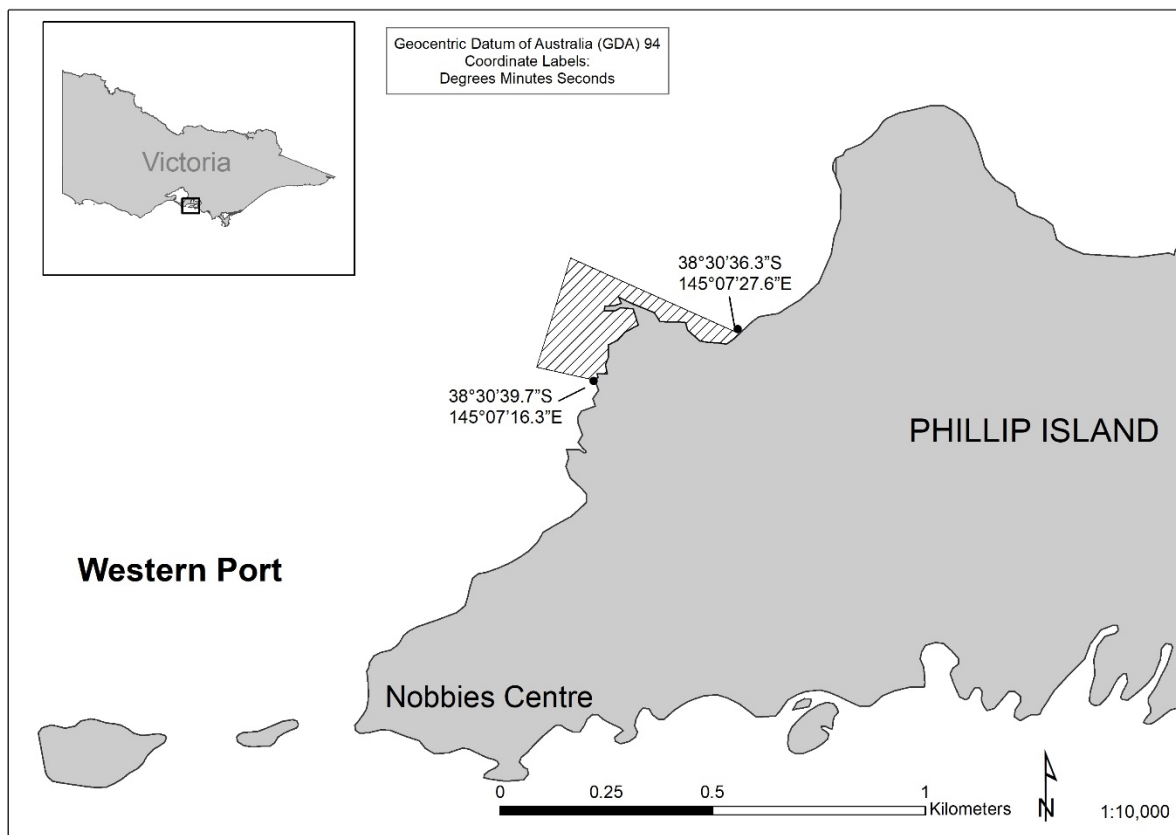 Geocentric Datum of Australia (GDA) 94
Coordinate Labels:
Degrees Minutes Seconds
Victoria
38°30’36.3”S
145°07’27.6”E
38°30’39.7”S
145°07’16.3”E
PHILLIP ISLAND
Western Port
Nobbies Centre
0 0.25 0.5 1
Kilometers
N
1:10,000